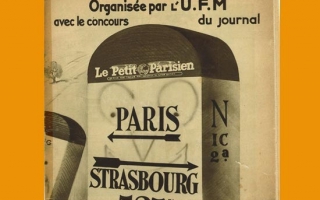 Organisée par L'U.F.M
avec le concours du journal
Le Petit Parisien
PARIS
STRASBOURG
N
IC
2ª